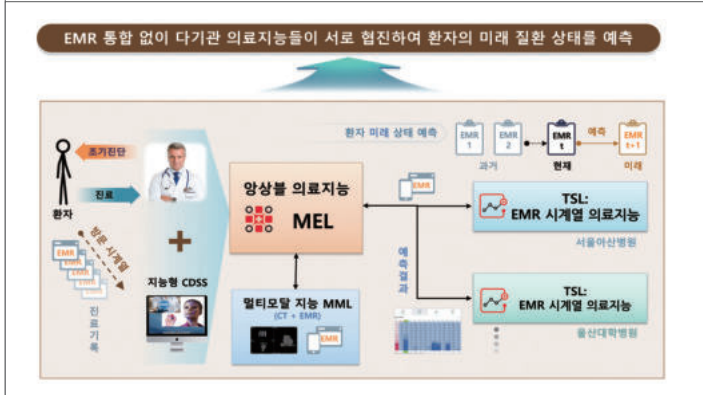 EMR 통합 없이 다기관 의료지능들이 서로 협진하여 환자의 미래 질환 상태를 예측
환자 미래 상태 예측
EMR
1
EMR
2
EMR
t
예측
EMR
t+1
과거
현재
미래
조기진단
진료
환자
방문 시계열
EMR
EMR
EMR
EMR
진료기록
지능형 CDSS
앙상블 의료지능
MEL
멀티모달 지능 MML
(CT + EMR)
EMR
EMR
예측결과
TSL:
EMR 시계열 의료지능
서울아산병원
TSL:
EMR 시계열 의료지능
울산대학병원